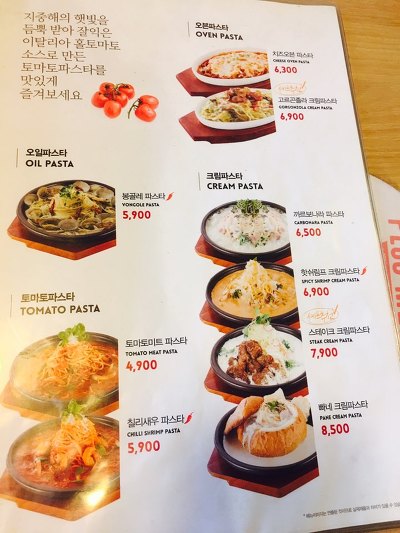 지중해의 햇빛을
듬뿍 받아 잘익은
이탈리아 홀토마토
소스로 만든
토마토파스타를
맛있게
즐겨보세요
오븐파스타
OVEN PASTA
치즈오븐 파스타
CHEESE OVEN PASTA
6,300
고르곤졸라 크림파스타
GORGONZOLA CREAM PASTA
6,900
오일파스타
OIL PASTA
봉골레 파스타
VONGOLE PASTA
5,900
크림파스타
CREAM PASTA
까르보나라 파스타
CARBONARA PASTA
6,500
핫쉬림프 크림파스타
SPICY SHRIMP CREAM PASTA
6,900
스테이크 크림파스타
STEAK CREAM PASTA
7,900
빠네 크림파스타
PANE CREAM PASTA
8,500
토마토파스타
TOMATO PASTA
토마토미트 파스타
TOMATO MEAT PASTA
4,900
칠리새우 파스타
CHILLI SHRIMP PASTA
5,900